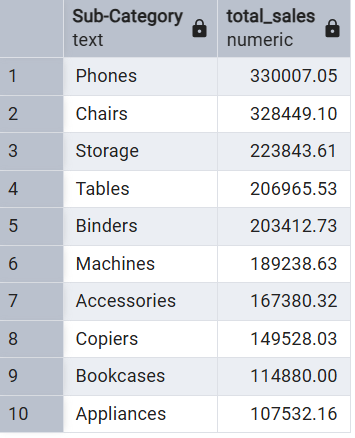 Sub-Category total_sales
text numeric
1 Phones 330007.05
2 Chairs 328449.10
3 Storage 223843.61
4 Tables 206965.53
5 Binders 203412.73
6 Machines 189238.63
7 Accessories 167380.32
8 Copiers 149528.03
9 Bookcases 114880.00
10 Appliances 107532.16